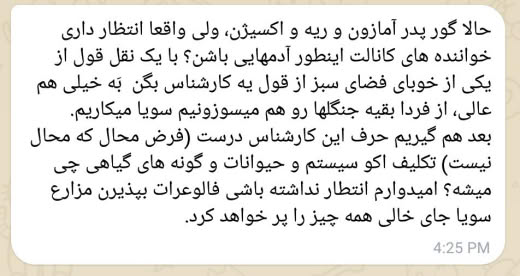 حالا گور پدر آمازون و ریه و اکسیژن، ولی واقعا انتظار داری
خواننده های کانالت اینطور آدمهایی باشن؟ با یک نقل قول از
یکی از خوبای فضای سبز از قول یه کارشناس بگن  بَه خیلی هم
عالی، از فردا بقیه جنگلها رو هم میسوزونیم سویا میکاریم.
بعد هم گیریم حرف این کارشناس درست (فرض محال که محال
نیست) تکلیف اکو سیستم و حیوانات و گونه های گیاهی چی
میشه؟ امیدوارم انتظار نداشته باشی فالوعرات بپذیرن مزارع
سویا جای خالی همه چیز را پر خواهد کرد.
4:25 PM